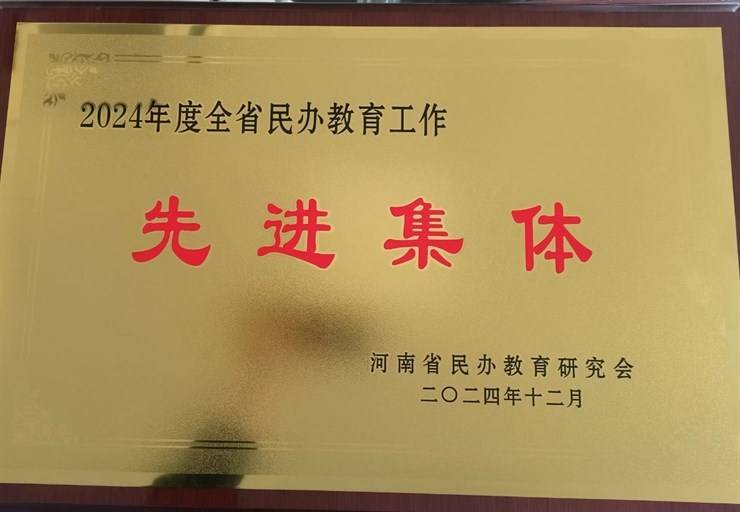 2024年度全省民办教育工作
先进集体
河南省民办教育研究会
二〇二四年十二月